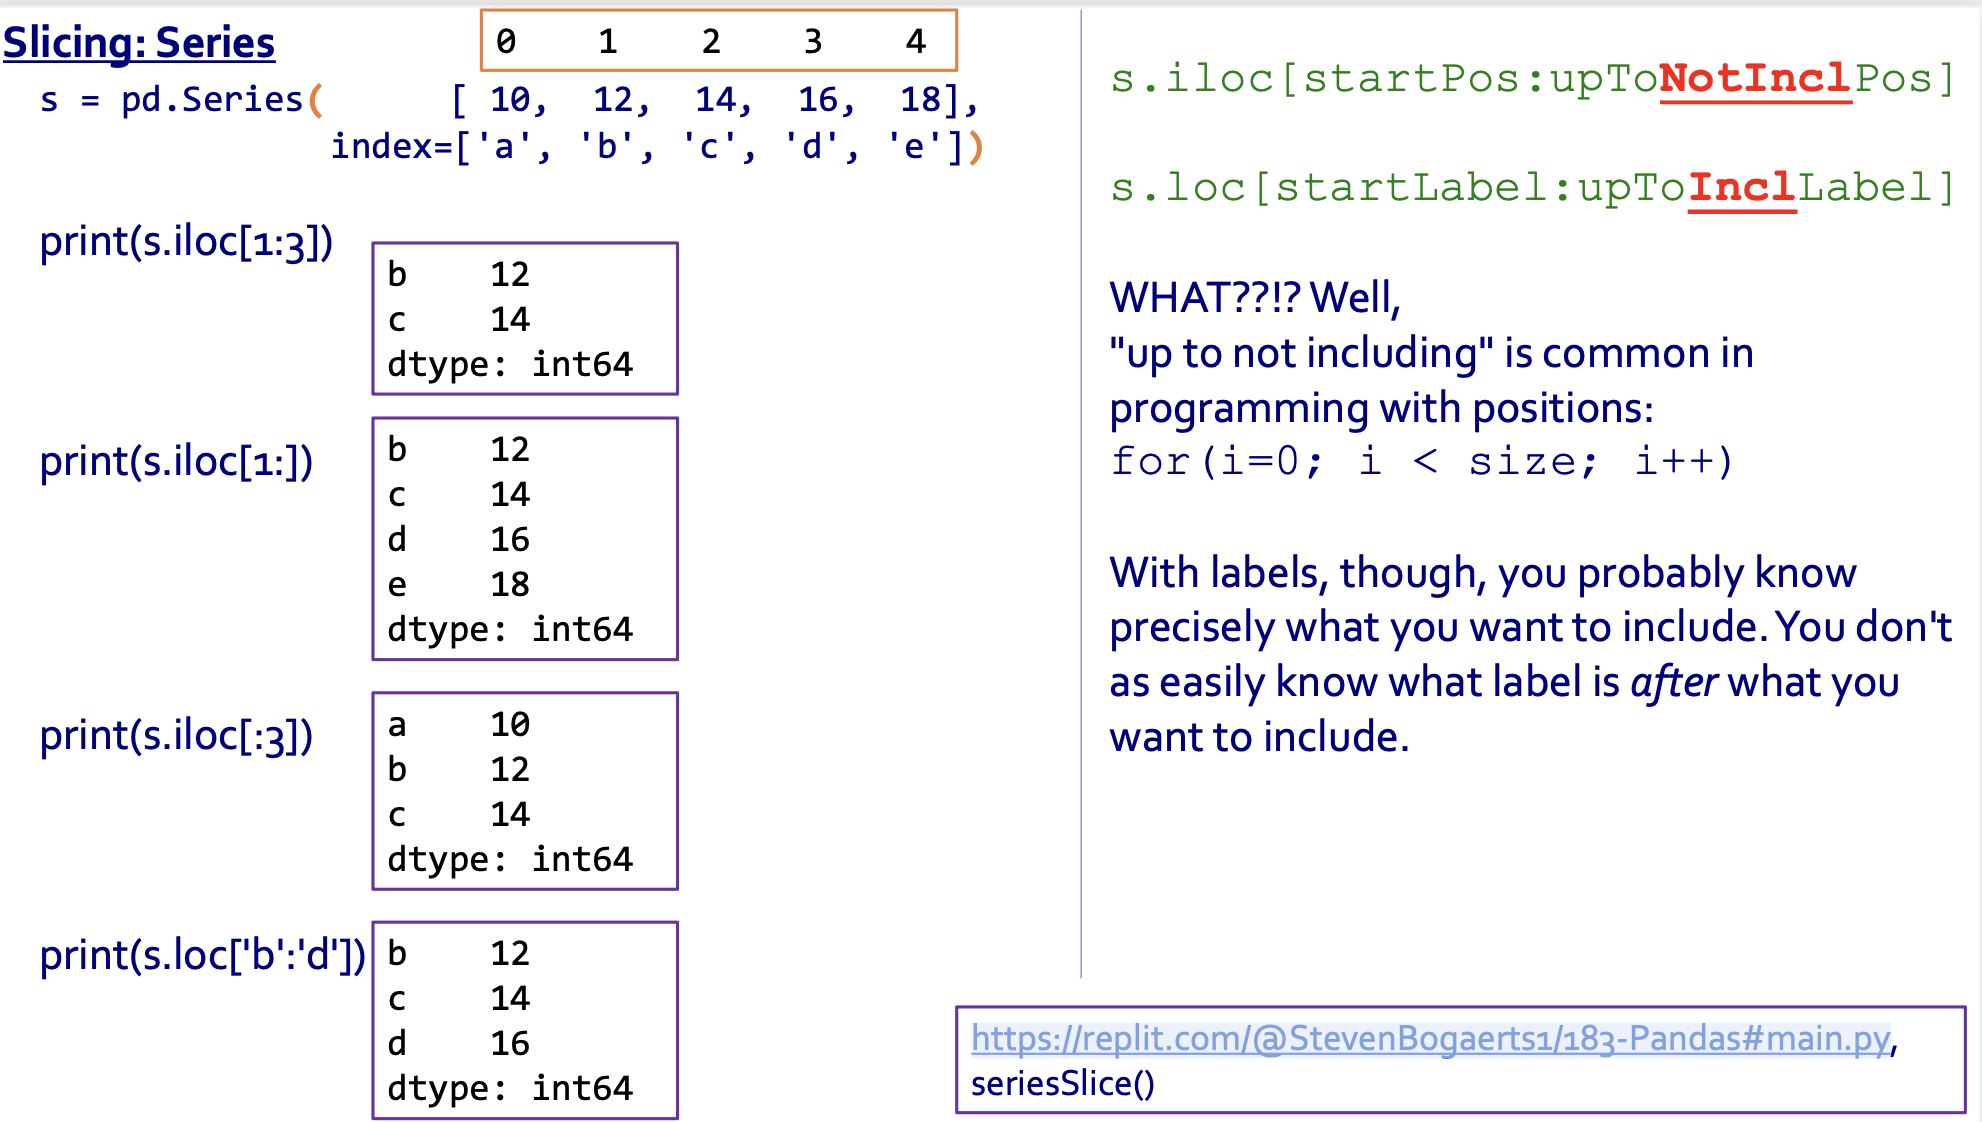 Slicing: Series
0 1 2 3 4
s = pd.Series( [ 10, 12, 14, 16, 18],
index=['a', 'b', 'c', 'd', 'e'])
print(s.iloc[1:3])
b 12
c 14
dtype: int64
print(s.iloc[1:])
b 12
c 14
d 16
e 18
dtype: int64
print(s.iloc[:3])
a 10
b 12
c 14
dtype: int64
print(s.loc['b':'d'])
b 12
c 14
d 16
dtype: int64
s.iloc[startPos:upToNotInclPos]
s.loc[startLabel:upToInclLabel]
WHAT??!? Well,
"up to not including" is common in
programming with positions:
for(i=0; i < size; i++)
With labels, though, you probably know
precisely what you want to include. You don't
as easily know what label is after what you
want to include.
https://replit.com/@StevenBogaerts1/183-Pandas#main.py,
seriesSlice()